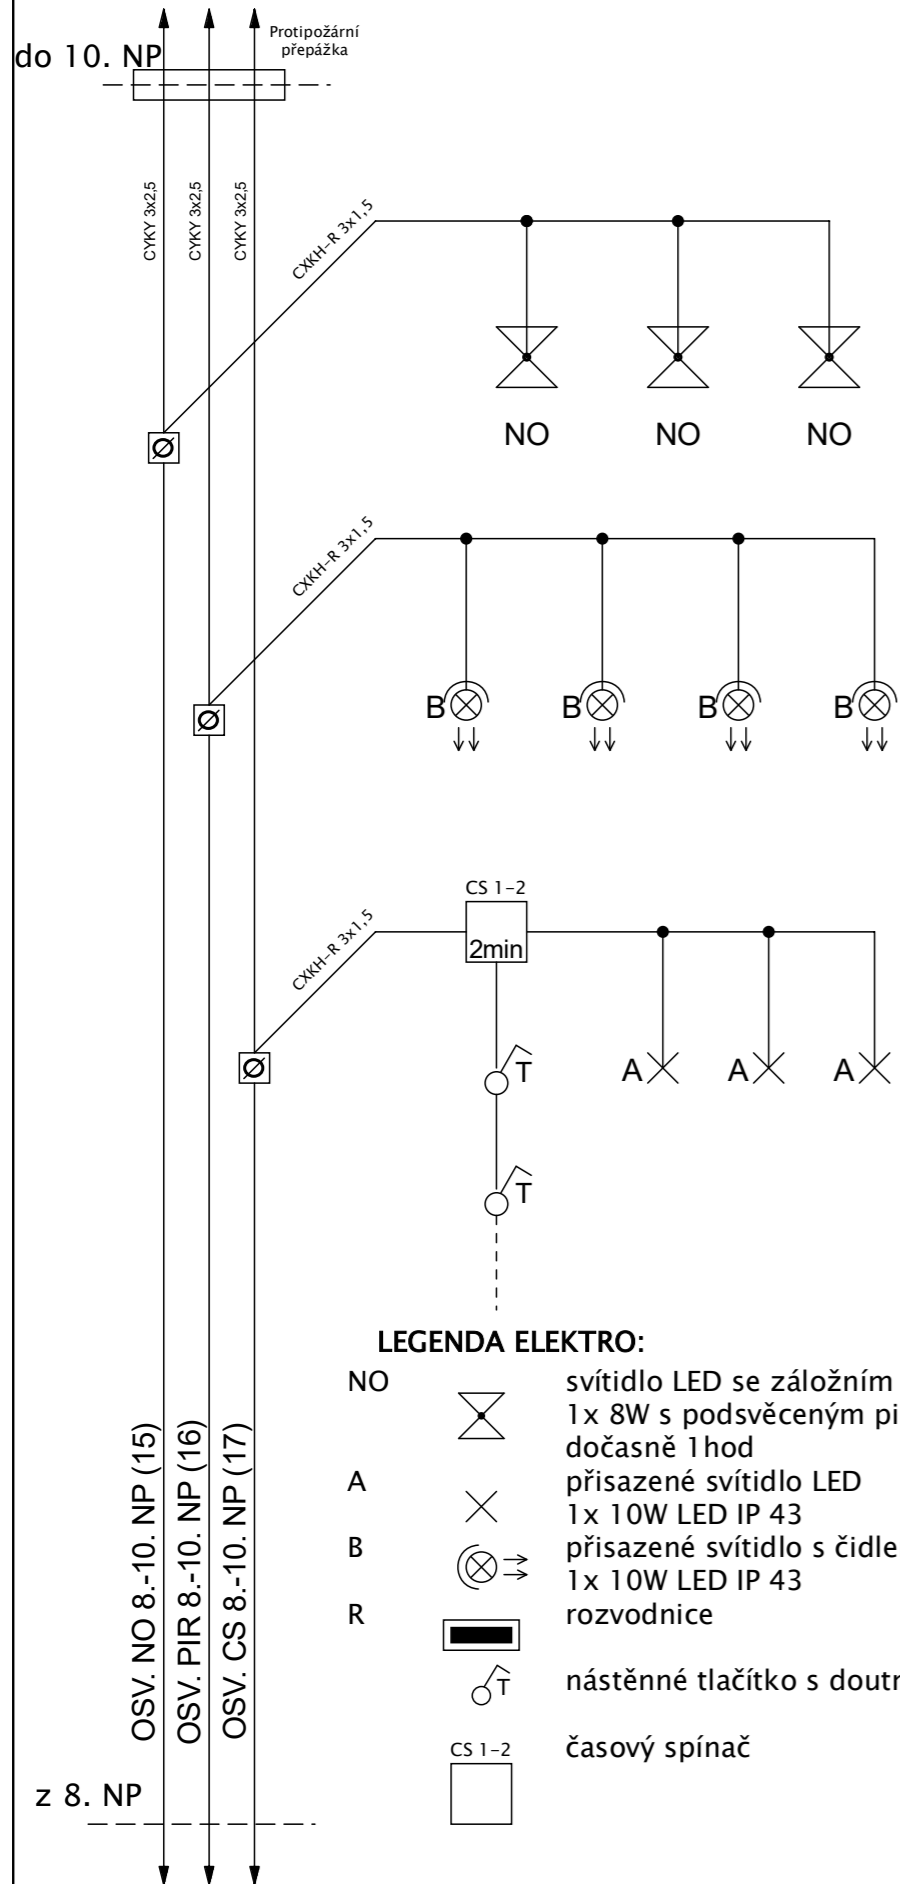 Protipožární
přepážka
do 10. NP
CYKY 3x2,5
CYKY 3x2,5
CYKY 3x2,5
CXKH-R 3x1,5
NO
NO
NO
CXKH-R 3x1,5
B
B
B
B
CS 1-2
2min
CXKH-R 3x1,5
T
A
A
A
T
LEGENDA ELEKTRO:
NO
svítidlo LED se záložním
1x 8W s podsvěceným pi
dočasně 1hod
A
přisazené svítidlo LED
1x 10W LED IP 43
B
přisazené svítidlo s čidle
1x 10W LED IP 43
R
rozvodnice
T
nástěnné tlačítko s doutr
CS 1-2
časový spínač
OSV. NO 8.-10. NP (15)
OSV. PIR 8.-10. NP (16)
OSV. CS 8.-10. NP (17)
z 8. NP